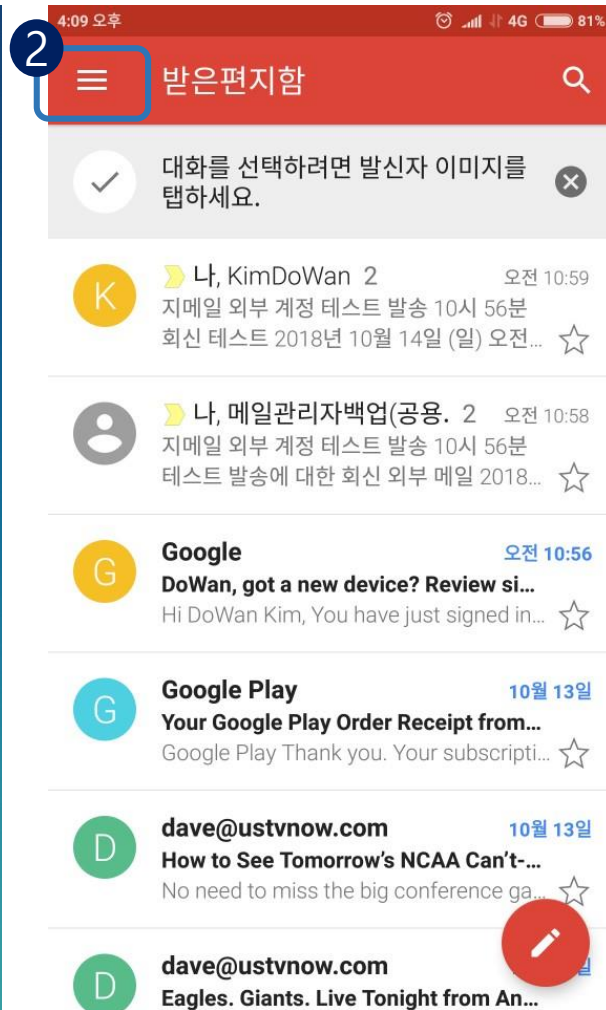 4:09 오후 4G 81%
2
받은편지함
대화를 선택하려면 발신자 이미지를
탭하세요.
K
나, KimDoWan 2 오전 10:59
지메일 외부 계정 테스트 발송 10시 56분
회신 테스트 2018년 10월 14일 (일) 오전...
나, 메일관리자백업(공용. 2 오전 10:58
지메일 외부 계정 테스트 발송 10시 56분
테스트 발송에 대한 회신 외부 메일 2018...
G
Google 오전 10:56
DoWan, got a new device? Review si...
Hi DoWan Kim, You have just signed in...
G
Google Play 10월 13일
Your Google Play Order Receipt from...
Google Play Thank you. Your subscripti...
D
dave@ustvnow.com 10월 13일
How to See Tomorrow's NCAA Can't-...
No need to miss the big conference ga...
D
dave@ustvnow.com
Eagles. Giants. Live Tonight from An...